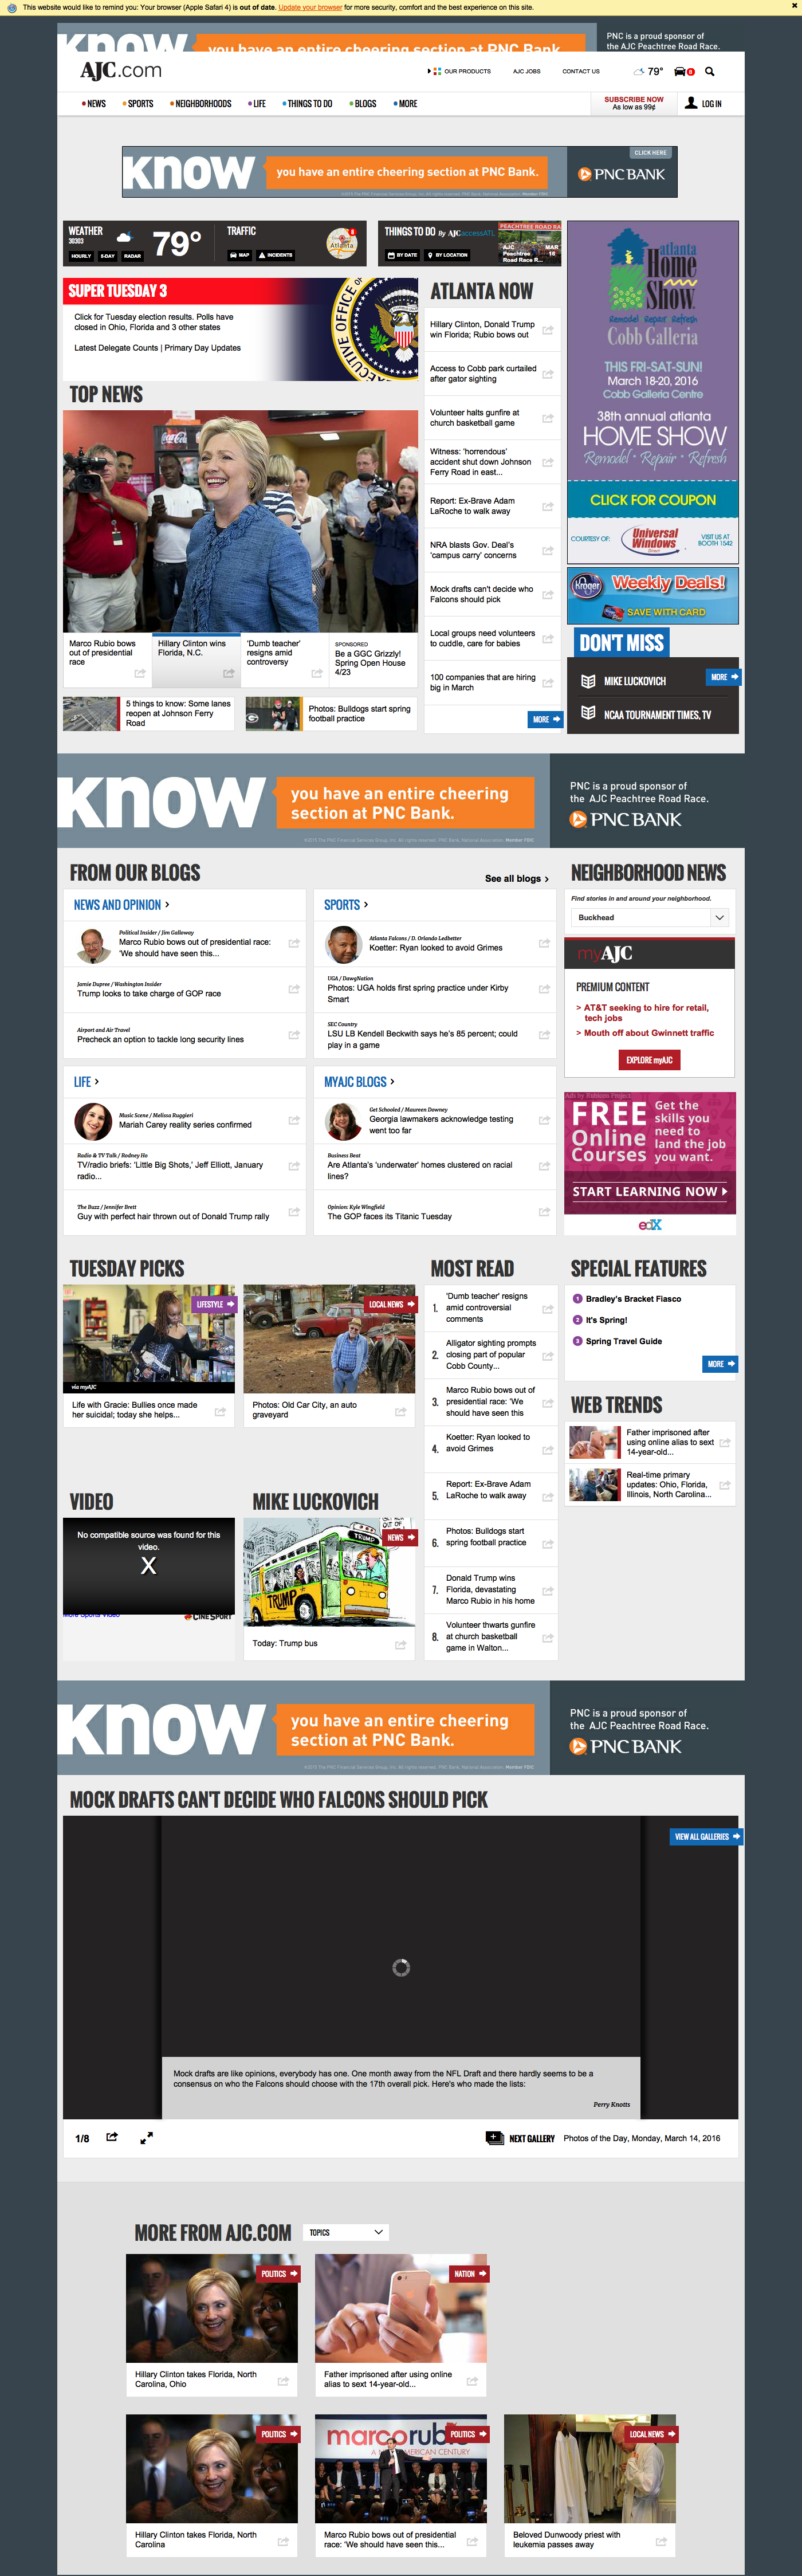 This website would like to remind you: Your browser (Apple Safari 4) is out of date. Update your browser for more security, comfort and the best experience on this site.
know you have an entire cheering section at PNC Bank
PNC is a proud sponsor of
the AJC Peachtree Road Race.
AJC.com
OUR PRODUCTS
AJC JOBS
CONTACT US
79°
NEWS
SPORTS
NEIGHBORHOODS
LIFE
THINGS TO DO
BLOGS
MORE
SUBSCRIBE NOW
As low as 99¢
LOG IN
know you have an entire cheering section at PNC Bank.
CLICK HERE
PNC BANK
WEATHER
30303
79°
HOURLY
5-DAY
RADAR
TRAFFIC
MAP
INCIDENTS
Atlanta
THINGS TO DO By AJC accessATL
BY DATE
BY LOCATION
PEACHTREE ROAD RA
AJC
Peachtree
Road Race R...
MAR
16
atlanta
Home
Show
Remodel Repair Refresh
Cobb Galleria
THIS FRI-SAT-SUN!
March 18-20, 2016
Cobb Galleria Centre
38th annual atlanta
HOME SHOW
Remodel • Repair • Refresh
CLICK FOR COUPON
COURTESY OF:
Universal
Windows
Direct
VISIT US AT
BOOTH 1542
SUPER TUESDAY 3
Click for Tuesday election results. Polls have
closed in Ohio, Florida and 3 other states
Latest Delegate Counts | Primary Day Updates
EXECUTIVE OFFICE OF
TOP NEWS
Coca-Cola
Marco Rubio bows
out of presidential
race
Hillary Clinton wins
Florida, N.C.
'Dumb teacher'
resigns amid
controversy
SPONSORED
Be a GGC Grizzly!
Spring Open House
4/23
5 things to know: Some lanes
reopen at Johnson Ferry
Road
Photos: Bulldogs start spring
football practice
ATLANTA NOW
Hillary Clinton, Donald Trump
win Florida; Rubio bows out
Access to Cobb park curtailed
after gator sighting
Volunteer halts gunfire at
church basketball game
Witness: 'horrendous'
accident shut down Johnson
Ferry Road in east...
Report: Ex-Brave Adam
LaRoche to walk away
NRA blasts Gov. Deal's
'campus carry' concerns
Mock drafts can't decide who
Falcons should pick
Local groups need volunteers
to cuddle, care for babies
100 companies that are hiring
big in March
MORE
Kroger
Weekly Deals!
SAVE WITH CARD
DON'T MISS
MORE
MIKE LUCKOVICH
NCAA TOURNAMENT TIMES, TV
know you have an entire cheering
section at PNC Bank.
PNC is a proud sponsor of
the AJC Peachtree Road Race.
PNC BANK
FROM OUR BLOGS
See all blogs
NEWS AND OPINION
Political Insider / Jim Galloway
Marco Rubio bows out of presidential race:
'We should have seen this...
Jamie Dupree / Washington Insider
Trump looks to take charge of GOP race
Airport and Air Travel
Precheck an option to tackle long security lines
SPORTS
Atlanta Falcons / D. Orlando Ledbetter
Koetter: Ryan looked to avoid Grimes
UGA / DawgNation
Photos: UGA holds first spring practice under Kirby
Smart
SEC Country
LSU LB Kendell Beckwith says he's 85 percent; could
play in a game
LIFE
Music Scene / Melissa Ruggieri
Mariah Carey reality series confirmed
Radio & TV Talk / Rodney Ho
TV/radio briefs: 'Little Big Shots,' Jeff Elliott, January
radio...
The Buzz / Jennifer Brett
Guy with perfect hair thrown out of Donald Trump rally
MYAJC BLOGS
Get Schooled / Maureen Downey
Georgia lawmakers acknowledge testing
went too far
Business Beat
Are Atlanta's 'underwater' homes clustered on racial
lines?
Opinion: Kyle Wingfield
The GOP faces its Titanic Tuesday
NEIGHBORHOOD NEWS
Find stories in and around your neighborhood.
Buckhead
myAJC
PREMIUM CONTENT
> AT&T seeking to hire for retail,
tech jobs
> Mouth off about Gwinnett traffic
EXPLORE myAJC
Ads by Rubicon Project
FREE
Online
Courses
Get the
skills you
need to
land the job
you want.
START LEARNING NOW
edX
TUESDAY PICKS
LIFESTYLE
via myAJC
Life with Gracie: Bullies once made
her suicidal; today she helps...
LOCAL NEWS
Photos: Old Car City, an auto
graveyard
MOST READ
1. 'Dumb teacher' resigns
amid controversial
comments
2. Alligator sighting prompts
closing part of popular
Cobb County...
3. Marco Rubio bows out of
presidential race: 'We
should have seen this
4. Koetter: Ryan looked to
avoid Grimes
5. Report: Ex-Brave Adam
LaRoche to walk away
6. Photos: Bulldogs start
spring football practice
7. Donald Trump wins
Florida, devastating
Marco Rubio in his home
8. Volunteer thwarts gunfire
at church basketball
game in Walton...
SPECIAL FEATURES
1 Bradley's Bracket Fiasco
2 It's Spring!
3 Spring Travel Guide
MORE
WEB TRENDS
Father imprisoned after
using online alias to sext
14-year-old...
Real-time primary
updates: Ohio, Florida,
Illinois, North Carolina...
VIDEO
No compatible source was found for this
video.
X
More Sports Video
CINESPORT
MIKE LUCKOVICH
NEWS
OUT OF
TRUMP
TRUMP
Today: Trump bus
know you have an entire cheering
section at PNC Bank.
PNC is a proud sponsor of
the AJC Peachtree Road Race.
PNC BANK
MOCK DRAFTS CAN'T DECIDE WHO FALCONS SHOULD PICK
VIEW ALL GALLERIES
Mock drafts are like opinions, everybody has one. One month away from the NFL Draft and there hardly seems to be a
consensus on who the Falcons should choose with the 17th overall pick. Here's who made the lists:
Perry Knotts
1/8
NEXT GALLERY
Photos of the Day, Monday, March 14, 2016
MORE FROM AJC.COM
TOPICS
POLITICS
Hillary Clinton takes Florida, North
Carolina, Ohio
NATION
Father imprisoned after using online
alias to sext 14-year-old...
POLITICS
Hillary Clinton takes Florida, North
Carolina
marcorub
POLITICS
AMERICAN CENTURY
Marco Rubio bows out of presidential
race: 'We should have seen this...
LOCAL NEWS
Beloved Dunwoody priest with
leukemia passes away